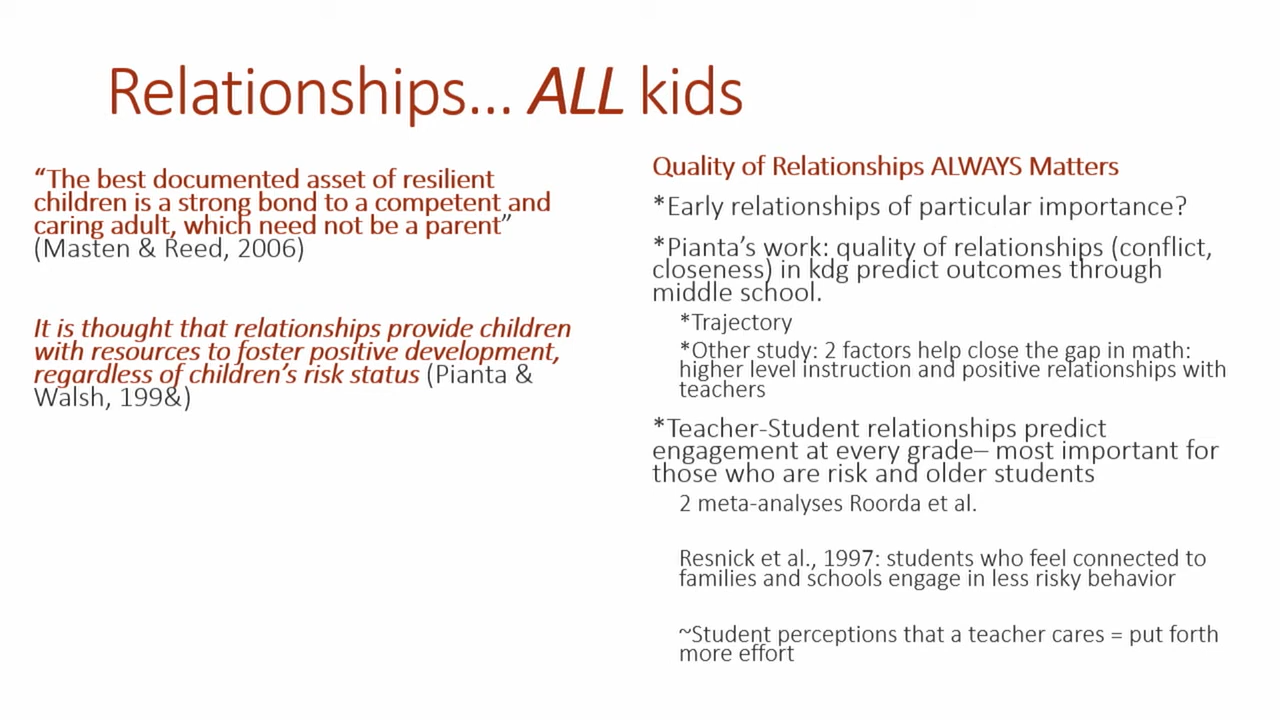 Relationships... ALL kids
“The best documented asset of resilient
children is a strong bond to a competent and
caring adult, which need not be a parent”
(Masten & Reed, 2006)
It is thought that relationships provide children
with resources to foster positive development,
regardless of children’s risk status (Pianta &
Walsh, 199&)
Quality of Relationships ALWAYS Matters
*Early relationships of particular importance?
*Pianta’s work: quality of relationships (conflict,
closeness) in kdg predict outcomes through
middle school.
*Trajectory
*Other study: 2 factors help close the gap in math:
higher level instruction and positive relationships with
teachers
*Teacher-Student relationships predict
engagement at every grade– most important for
those who are risk and older students
2 meta-analyses Roorda et al.
Resnick et al., 1997: students who feel connected to
families and schools engage in less risky behavior
~Student perceptions that a teacher cares = put forth
more effort